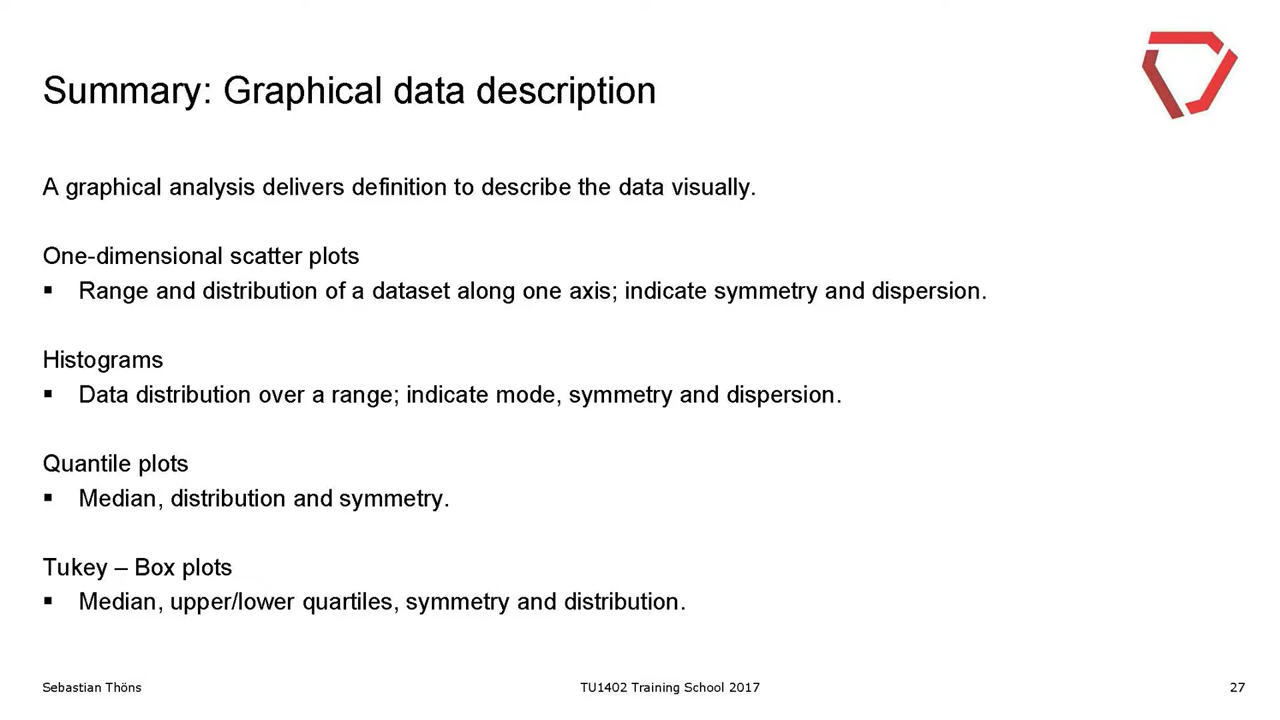 Summary: Graphical data description
A graphical analysis delivers definition to describe the data visually.
One-dimensional scatter plots
▪ Range and distribution of a dataset along one axis; indicate symmetry and dispersion.
Histograms
▪ Data distribution over a range; indicate mode, symmetry and dispersion.
Quantile plots
▪ Median, distribution and symmetry.
Tukey – Box plots
▪ Median, upper/lower quartiles, symmetry and distribution.
Sebastian Thöns TU1402 Training School 2017 27